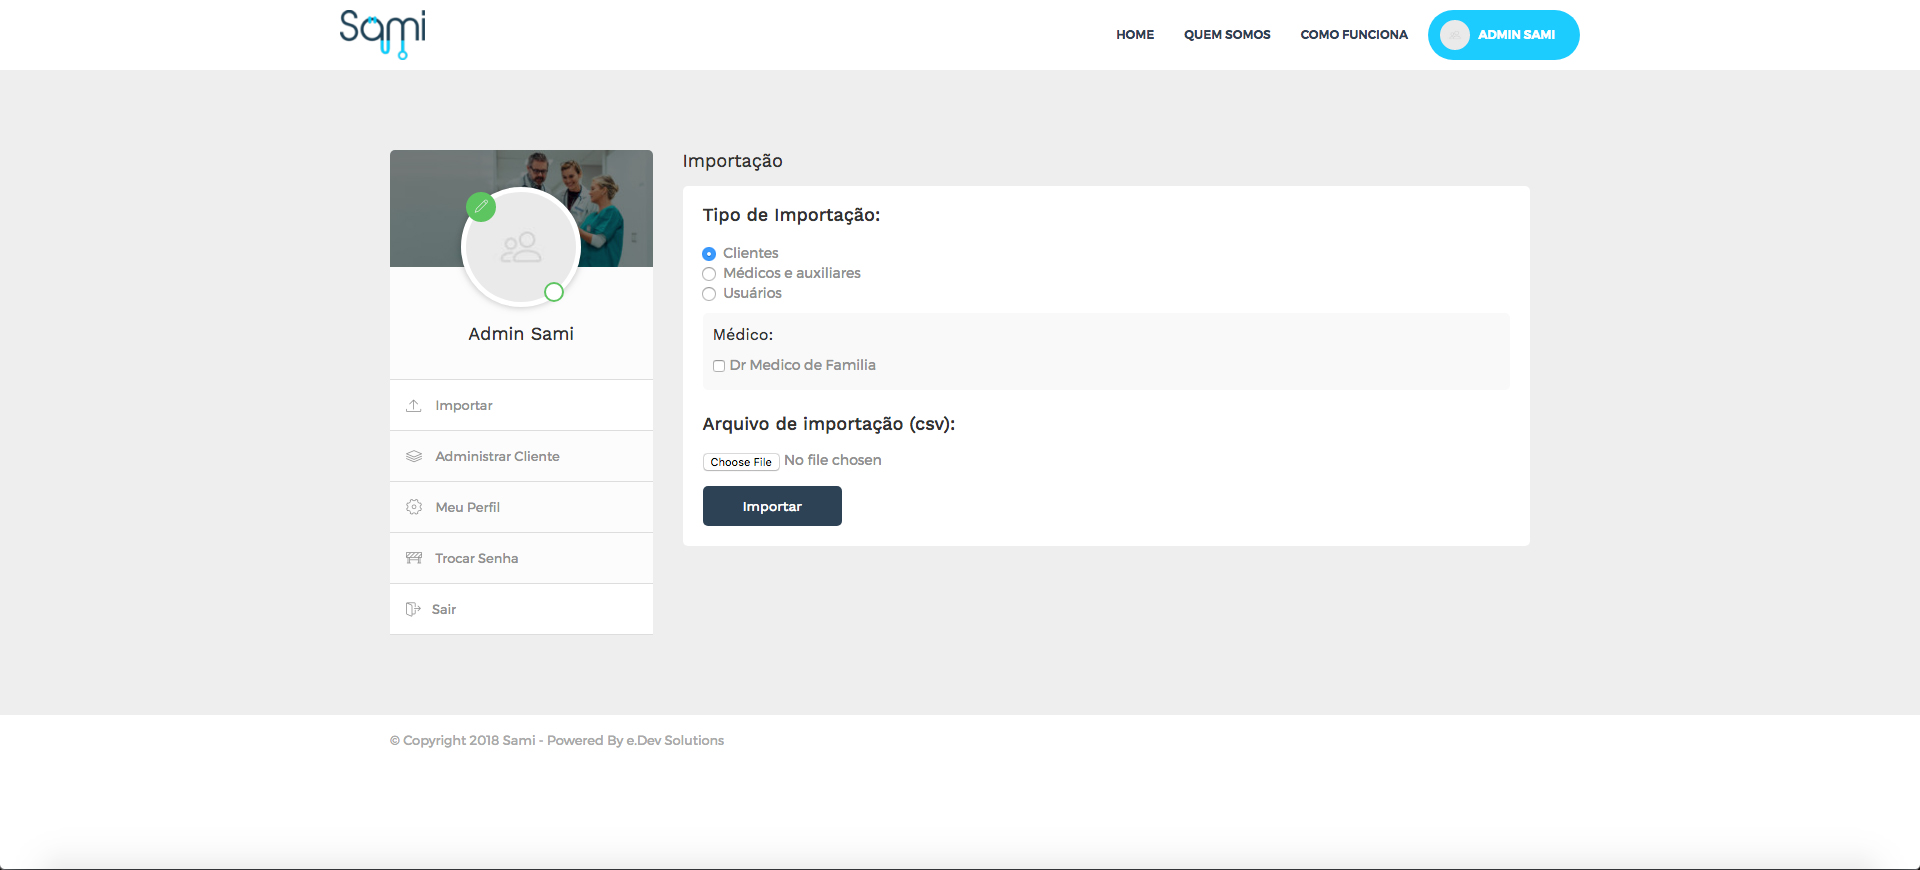 Sami
HOME QUEM SOMOS COMO FUNCIONA ADMIN SAMI
Admin Sami
Importar
Administrar Cliente
Meu Perfil
Trocar Senha
Sair
Importação
Tipo de Importação:
Clientes
Médicos e auxiliares
Usuários
Médico:
Dr Medico de Familia
Arquivo de importação (csv):
Choose File No file chosen
Importar
© Copyright 2018 Sami - Powered By e.Dev Solutions